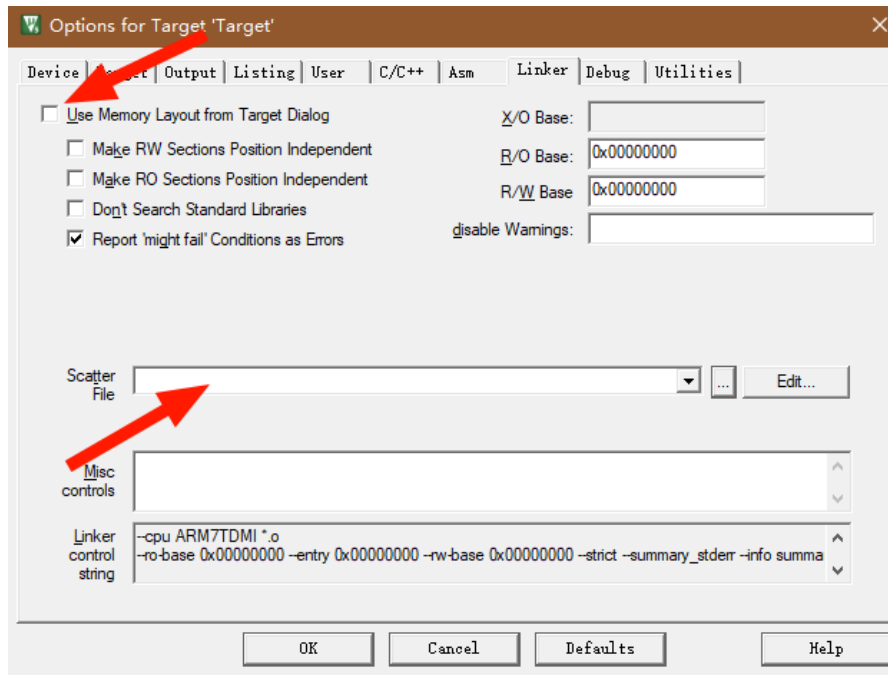 Options for Target 'Target'
Device Output Listing User C/C++ Asm Linker Debug Utilities
Use Memory Layout from Target Dialog
X/O Base:
Make RW Sections Position Independent
R/O Base: 0x00000000
Make RO Sections Position Independent
R/W Base 0x00000000
Don't Search Standard Libraries
disable Warnings:
Report 'might fail' Conditions as Errors
Scatter
File
... Edit...
Misc
controls
Linker
control
string
--cpu ARM7TDMI *.o
--ro-base 0x00000000 --entry 0x00000000 --rw-base 0x00000000 --strict --summary_stderr --info summa
OK Cancel Defaults Help